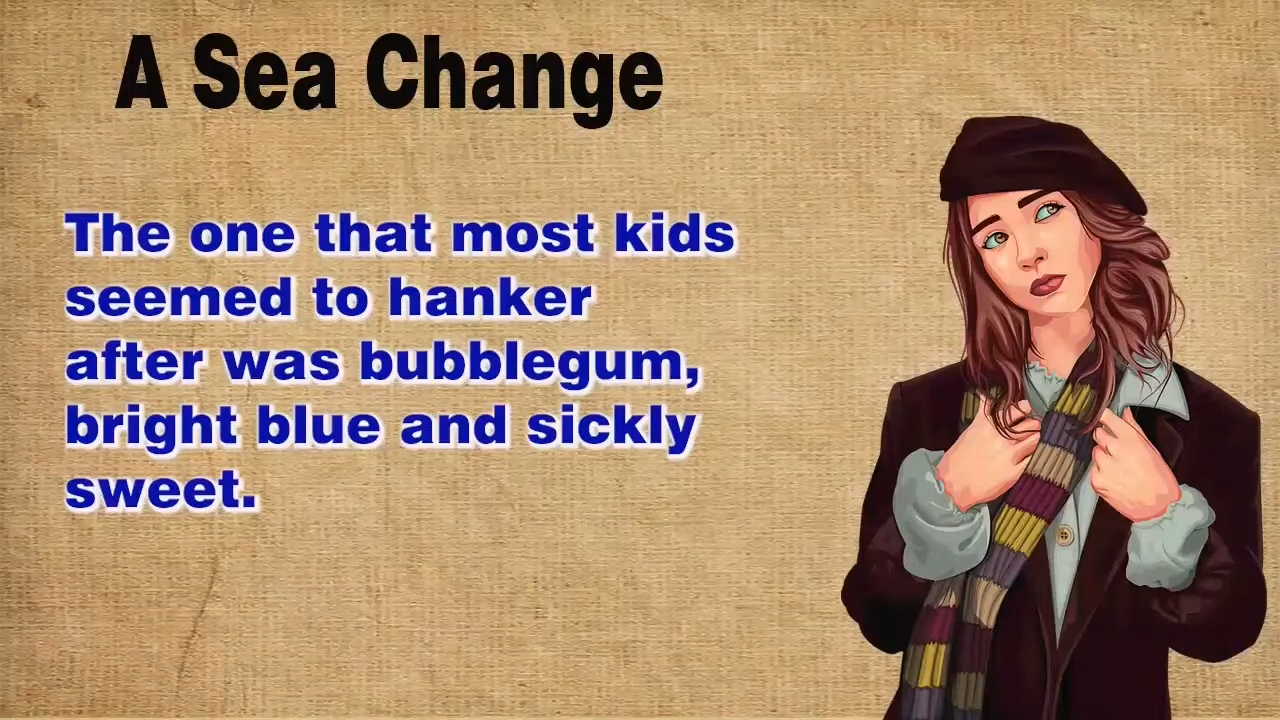 A Sea Change
The one that most kids
seemed to hanker
after was bubblegum,
bright blue and sickly
sweet.